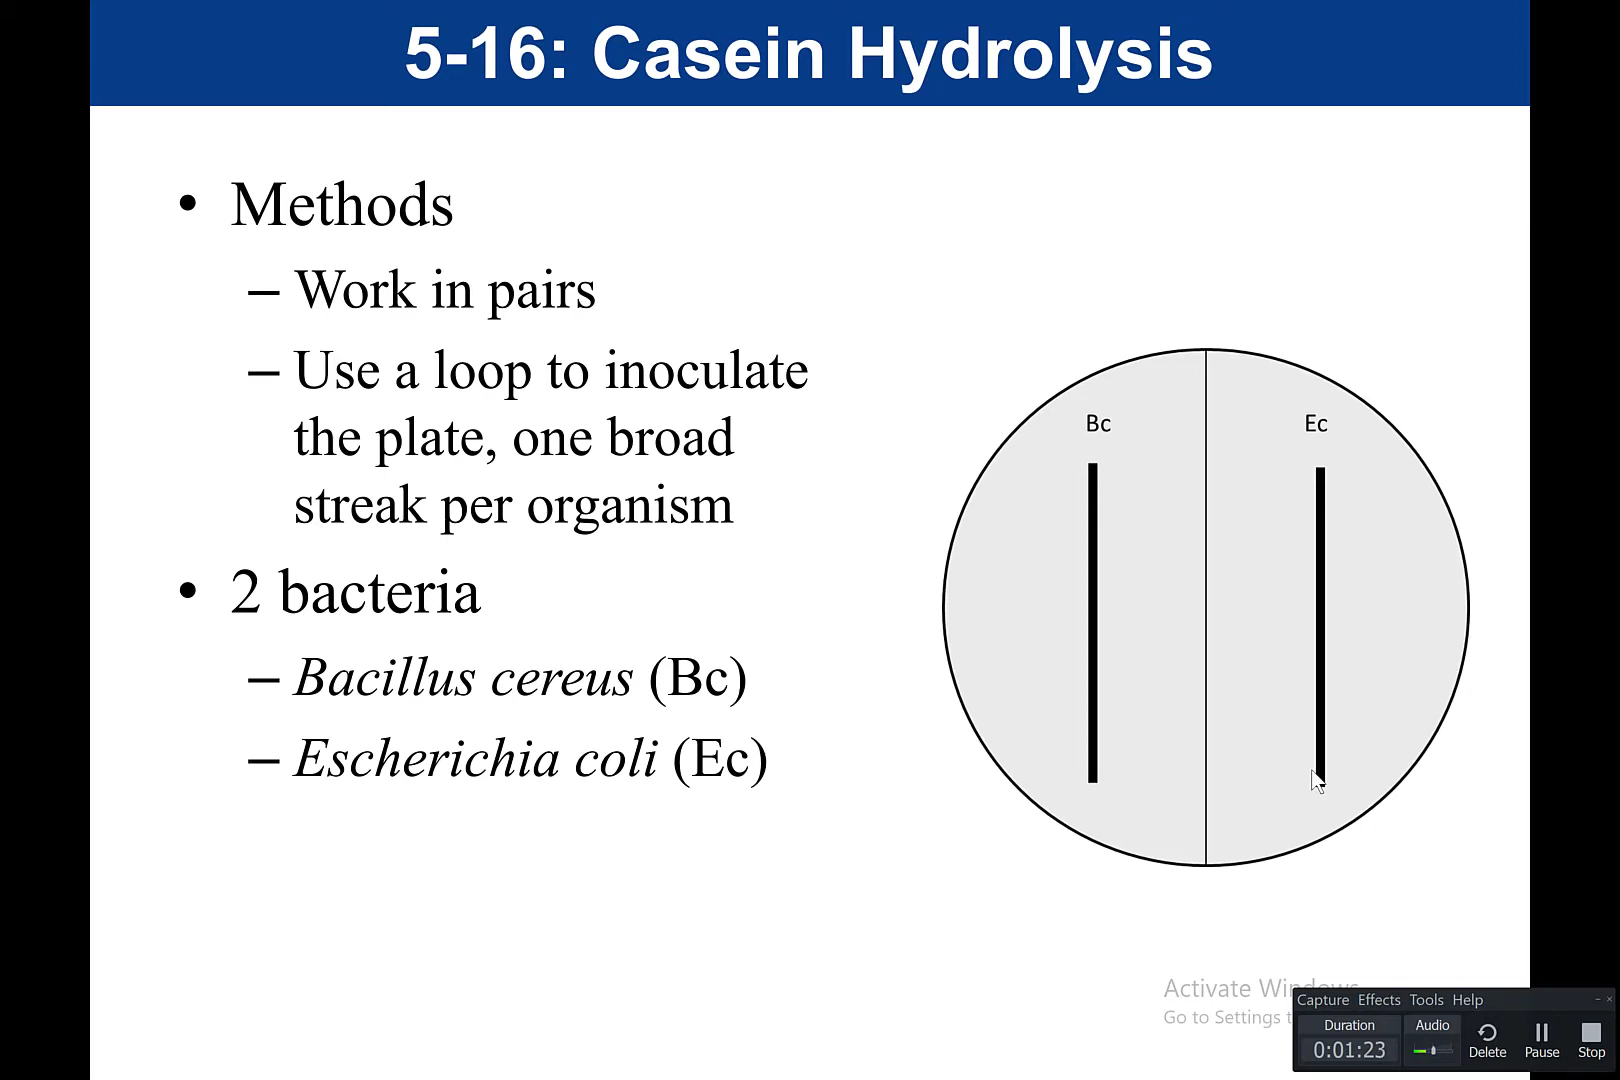 5-16: Casein Hydrolysis
• Methods
– Work in pairs
– Use a loop to inoculate
the plate, one broad
streak per organism
• 2 bacteria
– Bacillus cereus (Bc)
– Escherichia coli (Ec)
Bc
Ec
Activate Windows
Go to Settings t
Capture Effects Tools Help
Duration
0:01:23
Audio
Delete
Pause
Stop